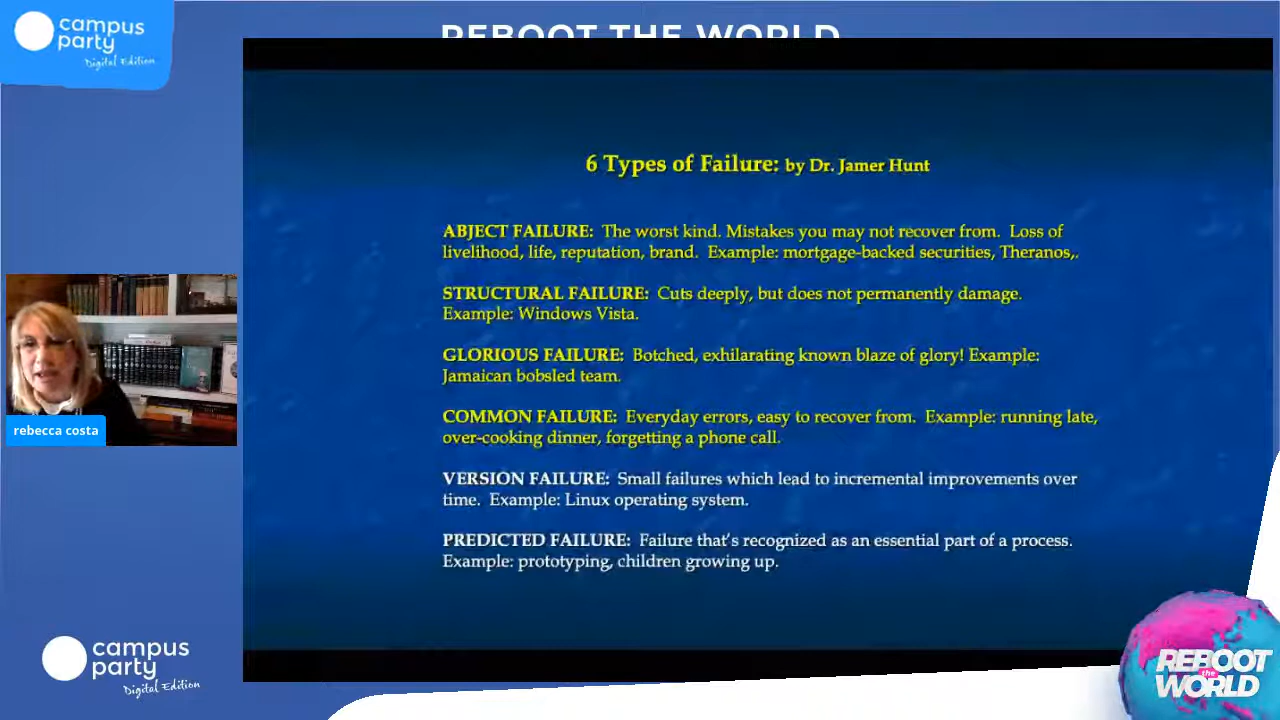 campus
party
Digital Edition
REBOOT THE WORLD
6 Types of Failure: by Dr. Jamer Hunt
ABJECT FAILURE: The worst kind. Mistakes you may not recover from. Loss of
livelihood, life, reputation, brand. Example: mortgage-backed securities, Theranos,.
STRUCTURAL FAILURE: Cuts deeply, but does not permanently damage.
Example: Windows Vista.
GLORIOUS FAILURE: Botched, exhilarating known blaze of glory! Example:
Jamaican bobsled team.
COMMON FAILURE: Everyday errors, easy to recover from. Example: running late,
over-cooking dinner, forgetting a phone call.
VERSION FAILURE: Small failures which lead to incremental improvements over
time. Example: Linux operating system.
PREDICTED FAILURE: Failure that's recognized as an essential part of a process.
Example: prototyping, children growing up.
rebecca costa
campus
party
Digital Edition
REBOOT
the
WORLD